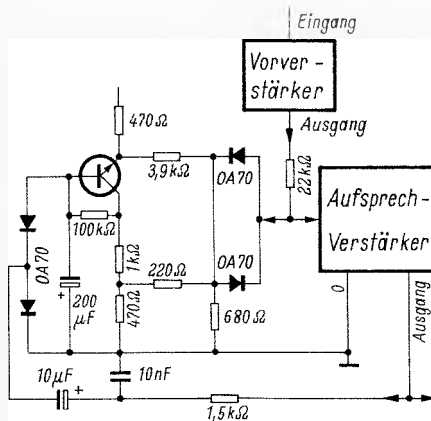 Eingang
Vorver-
stärker
Ausgang
470Ω
3,9kΩ
OA70
22kΩ
Aufsprech-
Verstärker
100kΩ
OA70
1kΩ
220Ω
OA70
+
200
μF
470Ω
680Ω
0
Ausgang
10μF
+
10nF
1,5kΩ